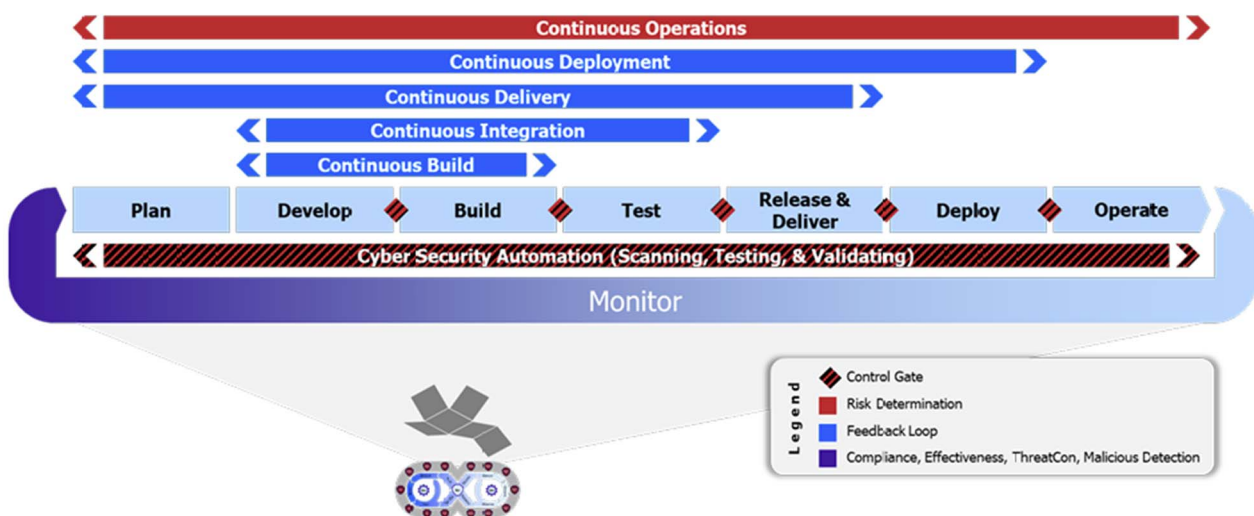 Continuous Operations
Continuous Deployment
Continuous Delivery
Continuous Integration
Continuous Build
Plan
Develop
Build
Test
Release &
Deliver
Deploy
Operate
Cyber Security Automation (Scanning, Testing, & Validating)
Monitor
Legend
Control Gate
Risk Determination
Feedback Loop
Compliance, Effectiveness, ThreatCon, Malicious Detection